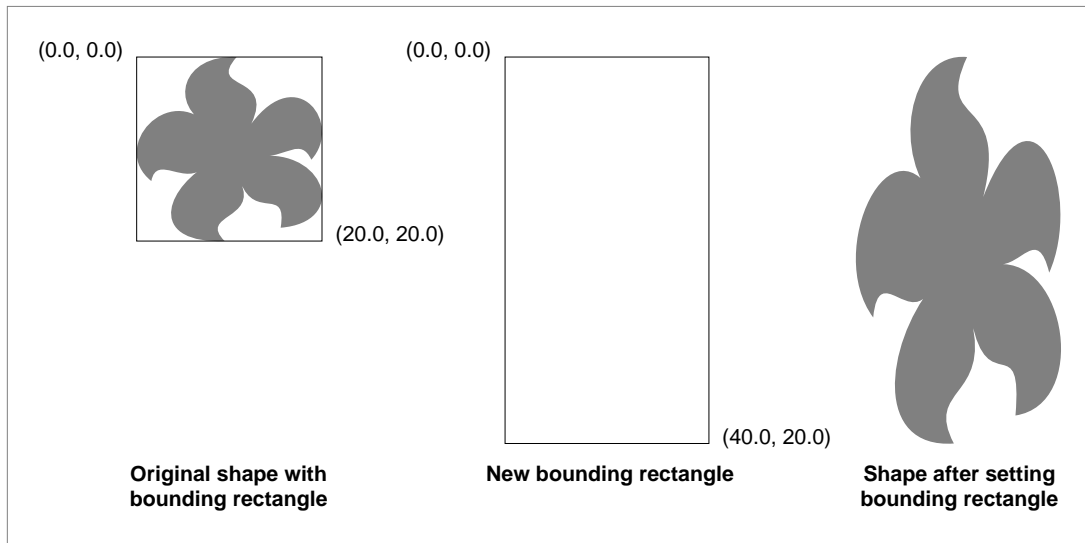 (0.0, 0.0)
(0.0, 0.0)
(20.0, 20.0)
(40.0, 20.0)
Original shape with
bounding rectangle
New bounding rectangle
Shape after setting
bounding rectangle